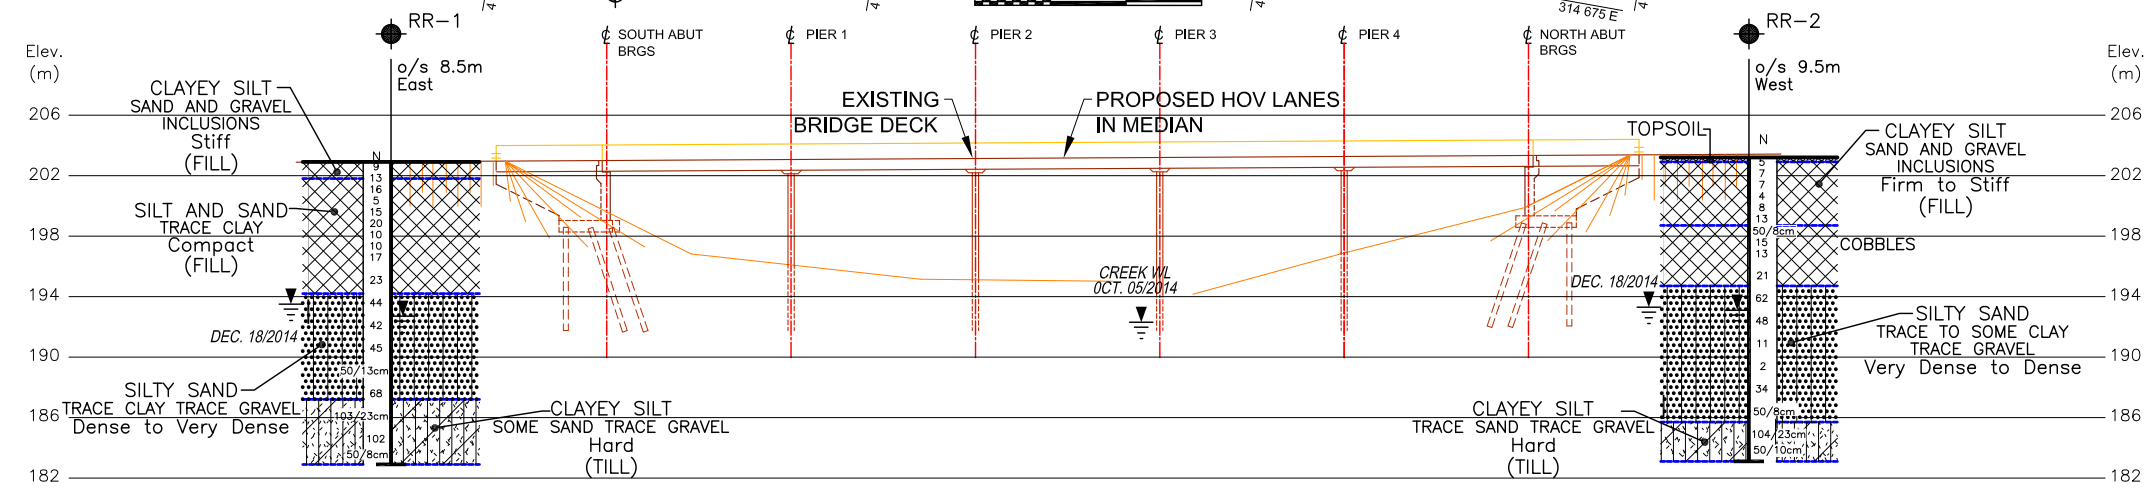 4
4
4
314 675 E
4
RR-1
o/s 8.5m
East
℄ SOUTH ABUT
BRGS
℄ PIER 1
℄ PIER 2
℄ PIER 3
℄ PIER 4
℄ NORTH ABUT
BRGS
RR-2
o/s 9.5m
West
Elev.
(m)
206
202
198
194
190
186
182
Elev.
(m)
206
202
198
194
190
186
182
CLAYEY SILT
SAND AND GRAVEL
INCLUSIONS
Stiff
(FILL)
SILT AND SAND
TRACE CLAY
Compact
(FILL)
DEC. 18/2014
SILTY SAND
TRACE CLAY TRACE GRAVEL
Dense to Very Dense
N
9
13
16
5
15
20
10
10
17
23
44
42
45
50/13cm
68
103/23cm
102
50/8cm
CLAYEY SILT
SOME SAND TRACE GRAVEL
Hard
(TILL)
EXISTING
BRIDGE DECK
PROPOSED HOV LANES
IN MEDIAN
CREEK WL
OCT. 05/2014
DEC. 18/2014
TOPSOIL
CLAYEY SILT
TRACE SAND TRACE GRAVEL
Hard
(TILL)
N
5
7
7
4
8
13
50/8cm
15
13
21
62
48
11
2
34
50/8cm
104/23cm
50/10cm
CLAYEY SILT
SAND AND GRAVEL
INCLUSIONS
Firm to Stiff
(FILL)
COBBLES
SILTY SAND
TRACE TO SOME CLAY
TRACE GRAVEL
Very Dense to Dense